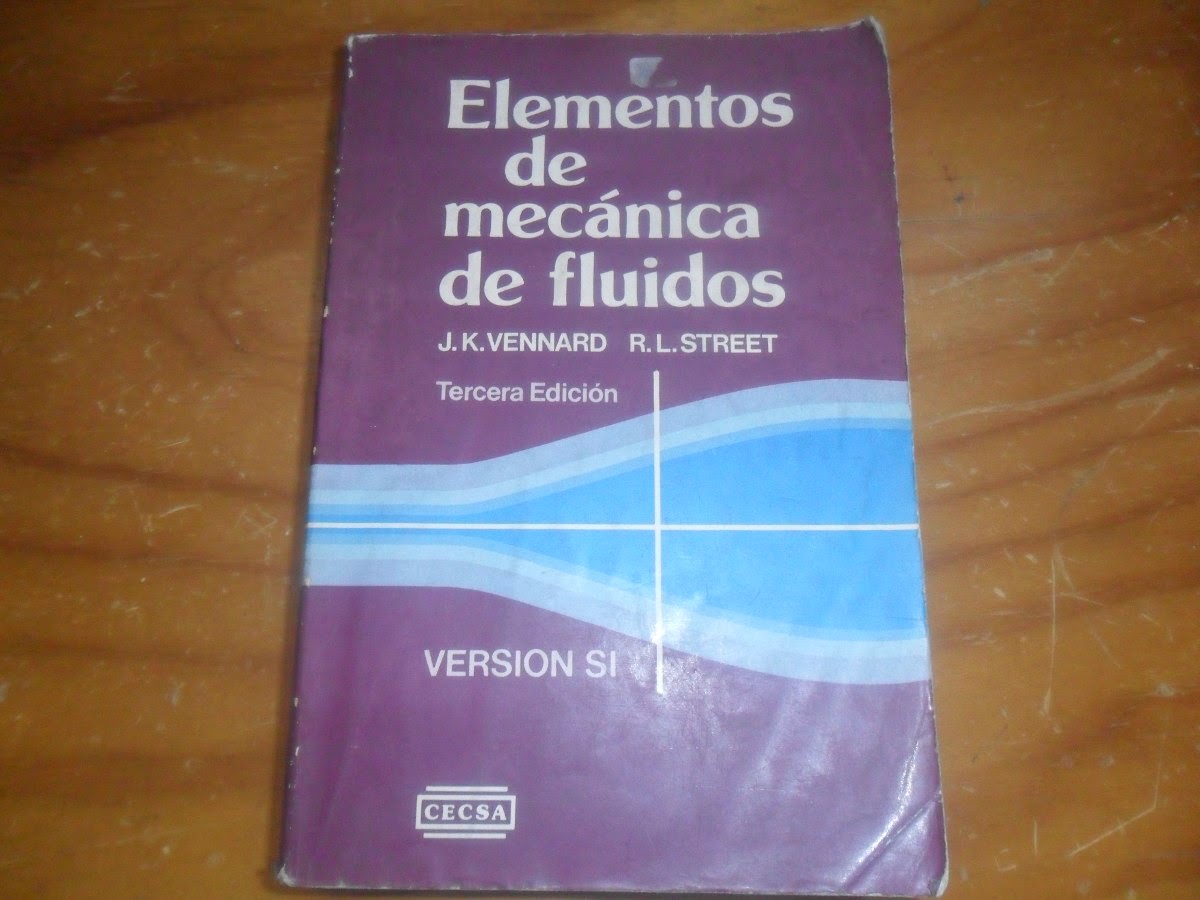 Elementos
de
mecánica
de fluidos
J.K.VENNARD R.L.STREET
Tercera Edición
VERSION SI
CECSA